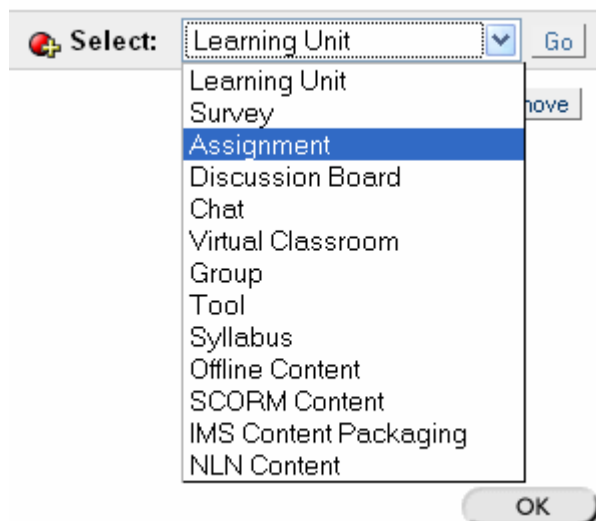 Select: Learning Unit Go
Learning Unit
Survey
Assignment
Discussion Board
Chat
Virtual Classroom
Group
Tool
Syllabus
Offline Content
SCORM Content
IMS Content Packaging
NLN Content
OK